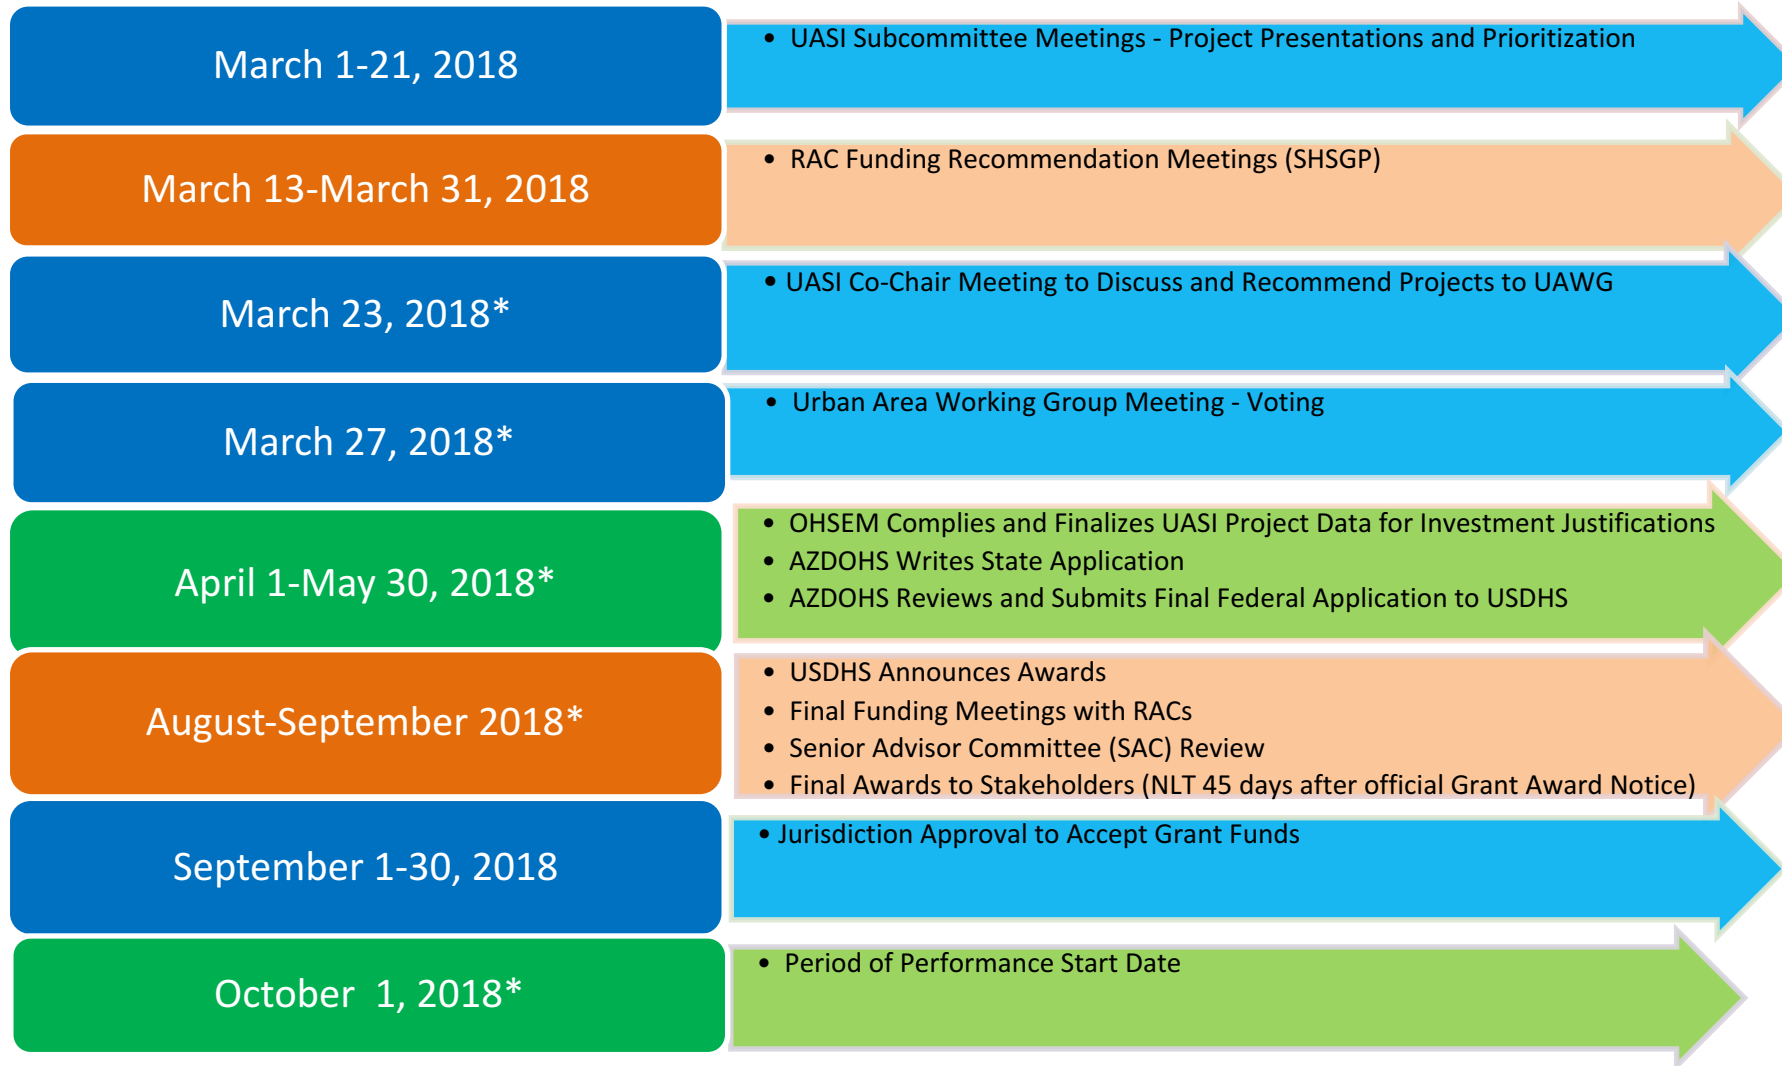 March 1-21, 2018
• UASI Subcommittee Meetings - Project Presentations and Prioritization
March 13-March 31, 2018
• RAC Funding Recommendation Meetings (SHSGP)
March 23, 2018*
• UASI Co-Chair Meeting to Discuss and Recommend Projects to UAWG
March 27, 2018*
• Urban Area Working Group Meeting - Voting
April 1-May 30, 2018*
• OHSEM Complies and Finalizes UASI Project Data for Investment Justifications
• AZDOHS Writes State Application
• AZDOHS Reviews and Submits Final Federal Application to USDHS
August-September 2018*
• USDHS Announces Awards
• Final Funding Meetings with RACs
• Senior Advisor Committee (SAC) Review
• Final Awards to Stakeholders (NLT 45 days after official Grant Award Notice)
September 1-30, 2018
• Jurisdiction Approval to Accept Grant Funds
October 1, 2018*
• Period of Performance Start Date